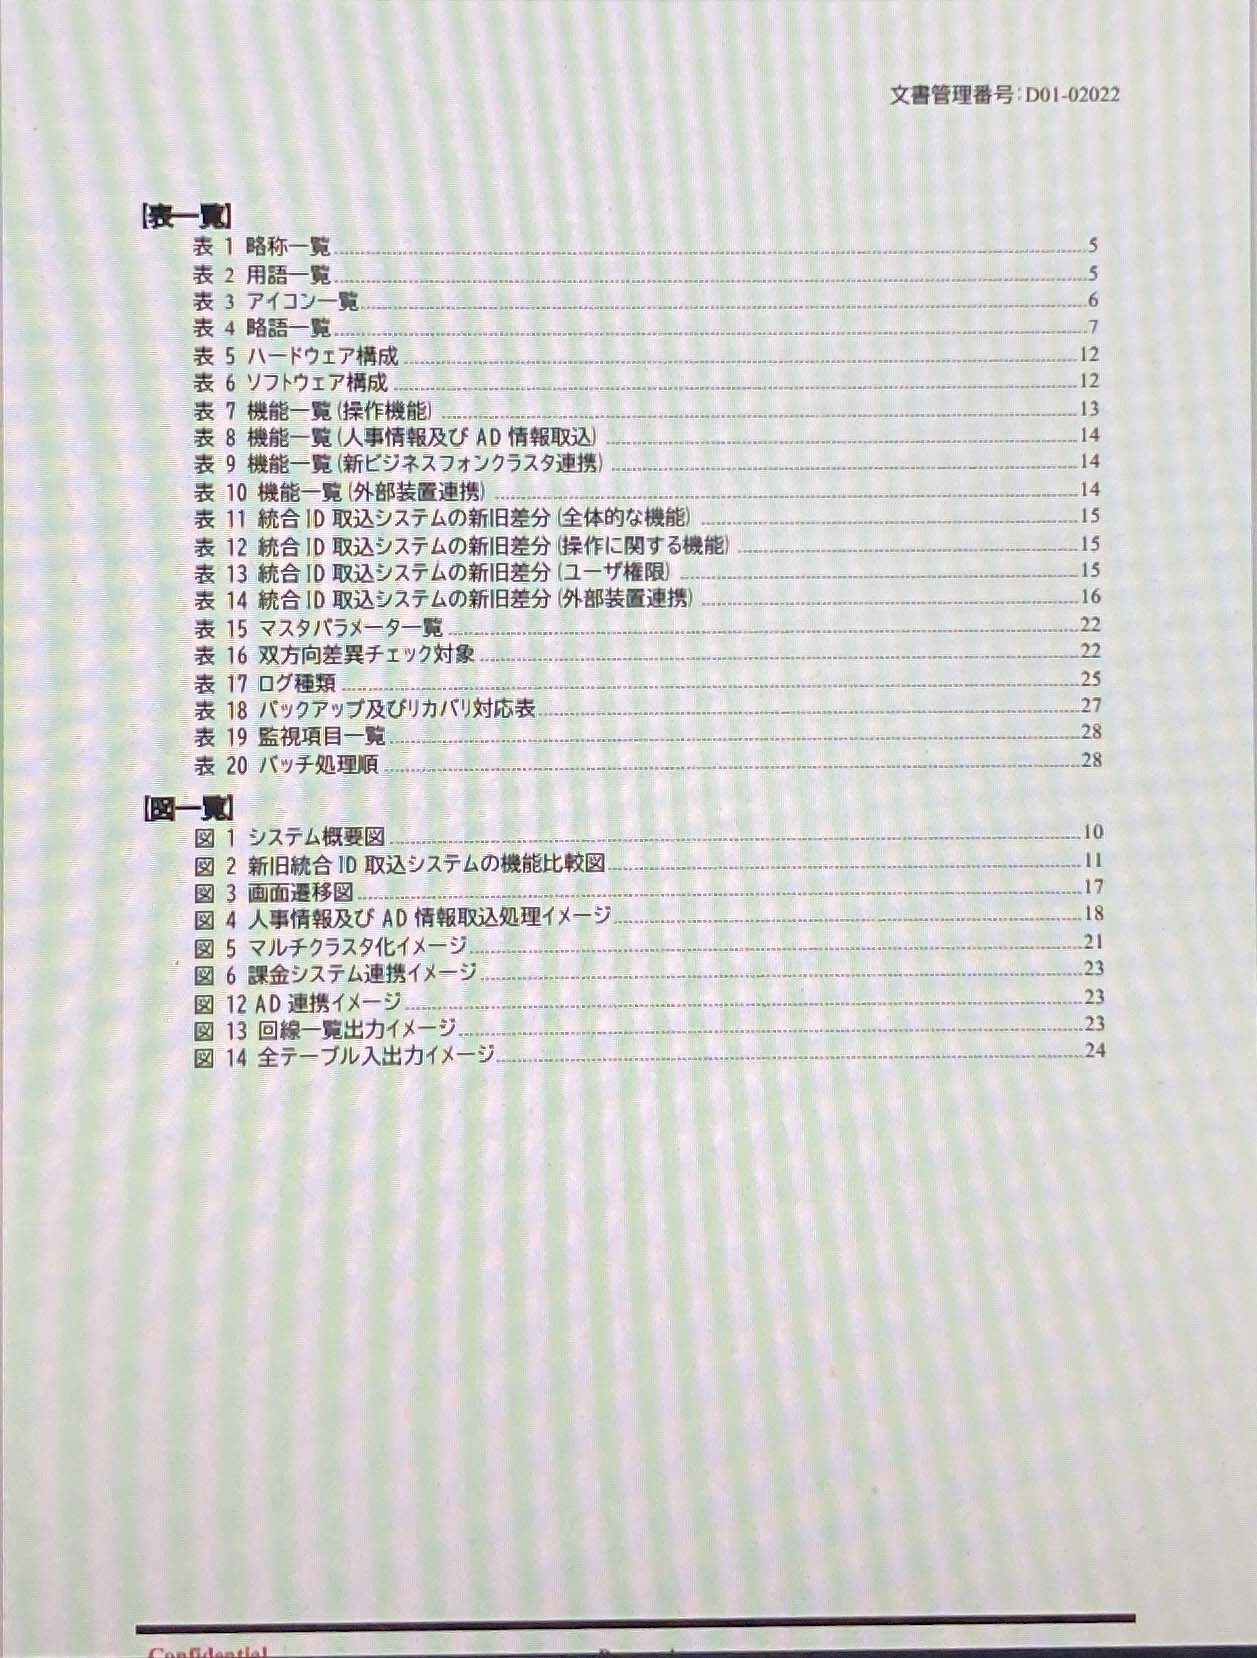 文書管理番号:D01-02022
[表一覧]
表 1 略称一覧 5
表 2 用語一覧 5
表 3 アイコン一覧 6
表 4 略語一覧 7
表 5 ハードウェア構成 12
表 6 ソフトウェア構成 12
表 7 機能一覧(操作機能) 13
表 8 機能一覧(人事情報及び AD 情報取込) 14
表 9 機能一覧(新ビジネスフォンクラスタ連携) 14
表 10 機能一覧(外部装置連携) 14
表 11 統合 ID 取込システムの新旧差分(全体的な機能) 15
表 12 統合 ID 取込システムの新旧差分(操作に関する機能) 15
表 13 統合 ID 取込システムの新旧差分(ユーザ権限) 15
表 14 統合 ID 取込システムの新旧差分(外部装置連携) 16
表 15 マスタパラメータ一覧 22
表 16 双方向差異チェック対象 22
表 17 ログ種類 25
表 18 バックアップ及びリカバリ対応表 27
表 19 監視項目一覧 28
表 20 バッチ処理順 28
[図一覧]
図 1 システム概要図 10
図 2 新旧統合 ID 取込システムの機能比較図 11
図 3 画面遷移図 17
図 4 人事情報及び AD 情報取込処理イメージ 18
図 5 マルチクラスタ化イメージ 21
図 6 課金システム連携イメージ 23
図 12 AD 連携イメージ 23
図 13 回線一覧出力イメージ 23
図 14 全テーブル入出力イメージ 24
Confidential